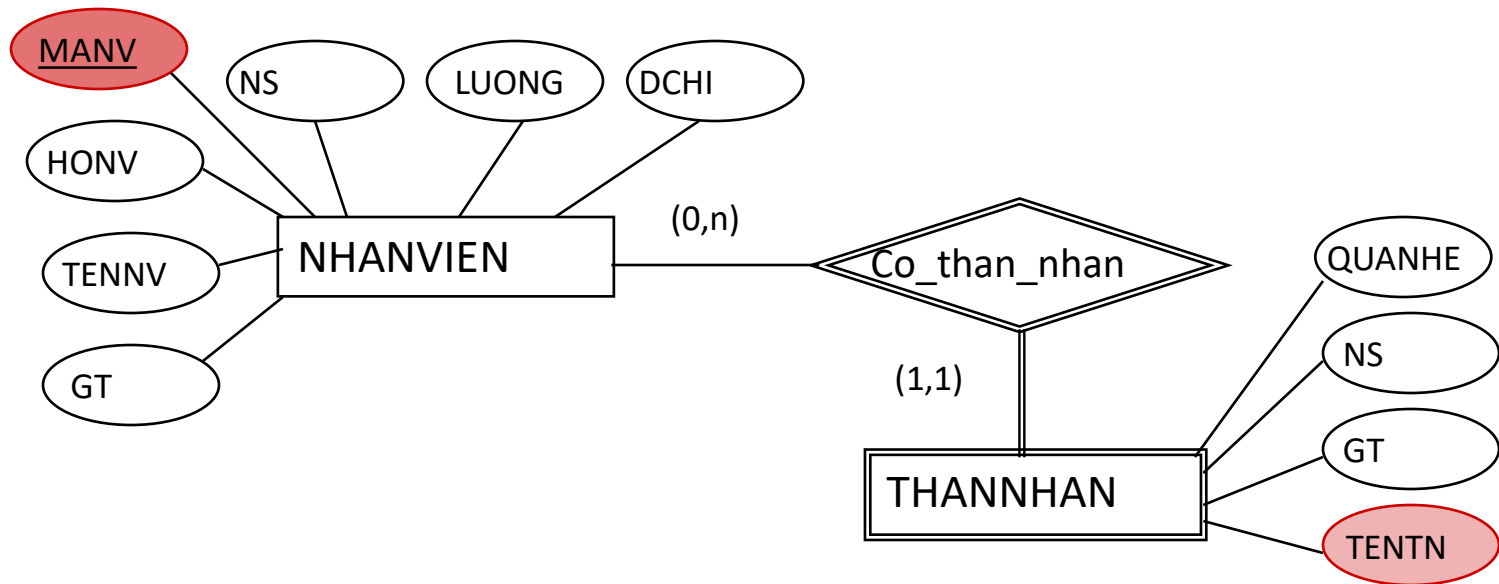 MANV
NS
LUONG
DCHI
HONV
TENNV
GT
NHANVIEN
(0,n)
Co_than_nhan
(1,1)
THANNHAN
QUANHE
NS
GT
TENTN